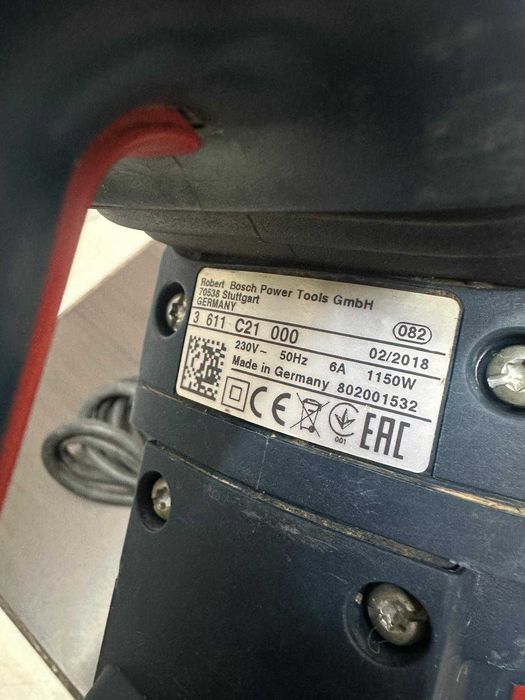 Robert Bosch Power Tools GmbH
70538 Stuttgart
GERMANY
082
3 611 C21 000
02/2018
230V~ 50Hz 6A 1150W
Made in Germany 802001532
CE
001
EAC